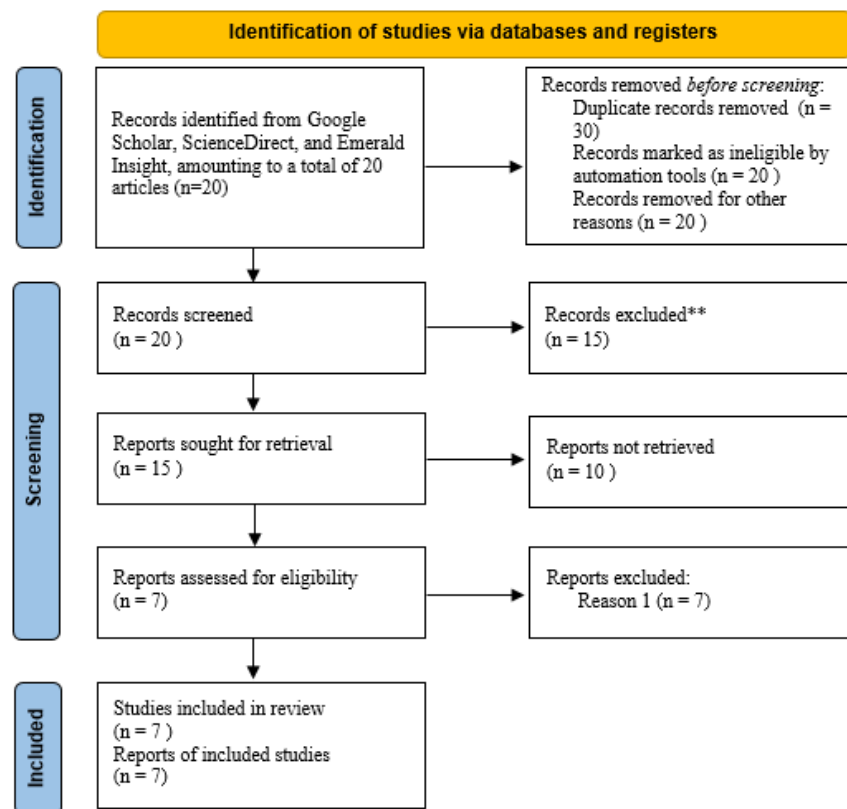 Identification of studies via databases and registers
Identification
Records identified from Google
Scholar, ScienceDirect, and Emerald
Insight, amounting to a total of 20
articles (n=20)
Records removed before screening:
Duplicate records removed (n =
30)
Records marked as ineligible by
automation tools (n = 20 )
Records removed for other
reasons (n = 20 )
Screening
Records screened
(n = 20 )
Records excluded**
(n = 15)
Reports sought for retrieval
(n = 15 )
Reports not retrieved
(n = 10 )
Reports assessed for eligibility
(n = 7)
Reports excluded:
Reason 1 (n = 7)
Included
Studies included in review
(n = 7 )
Reports of included studies
(n = 7)